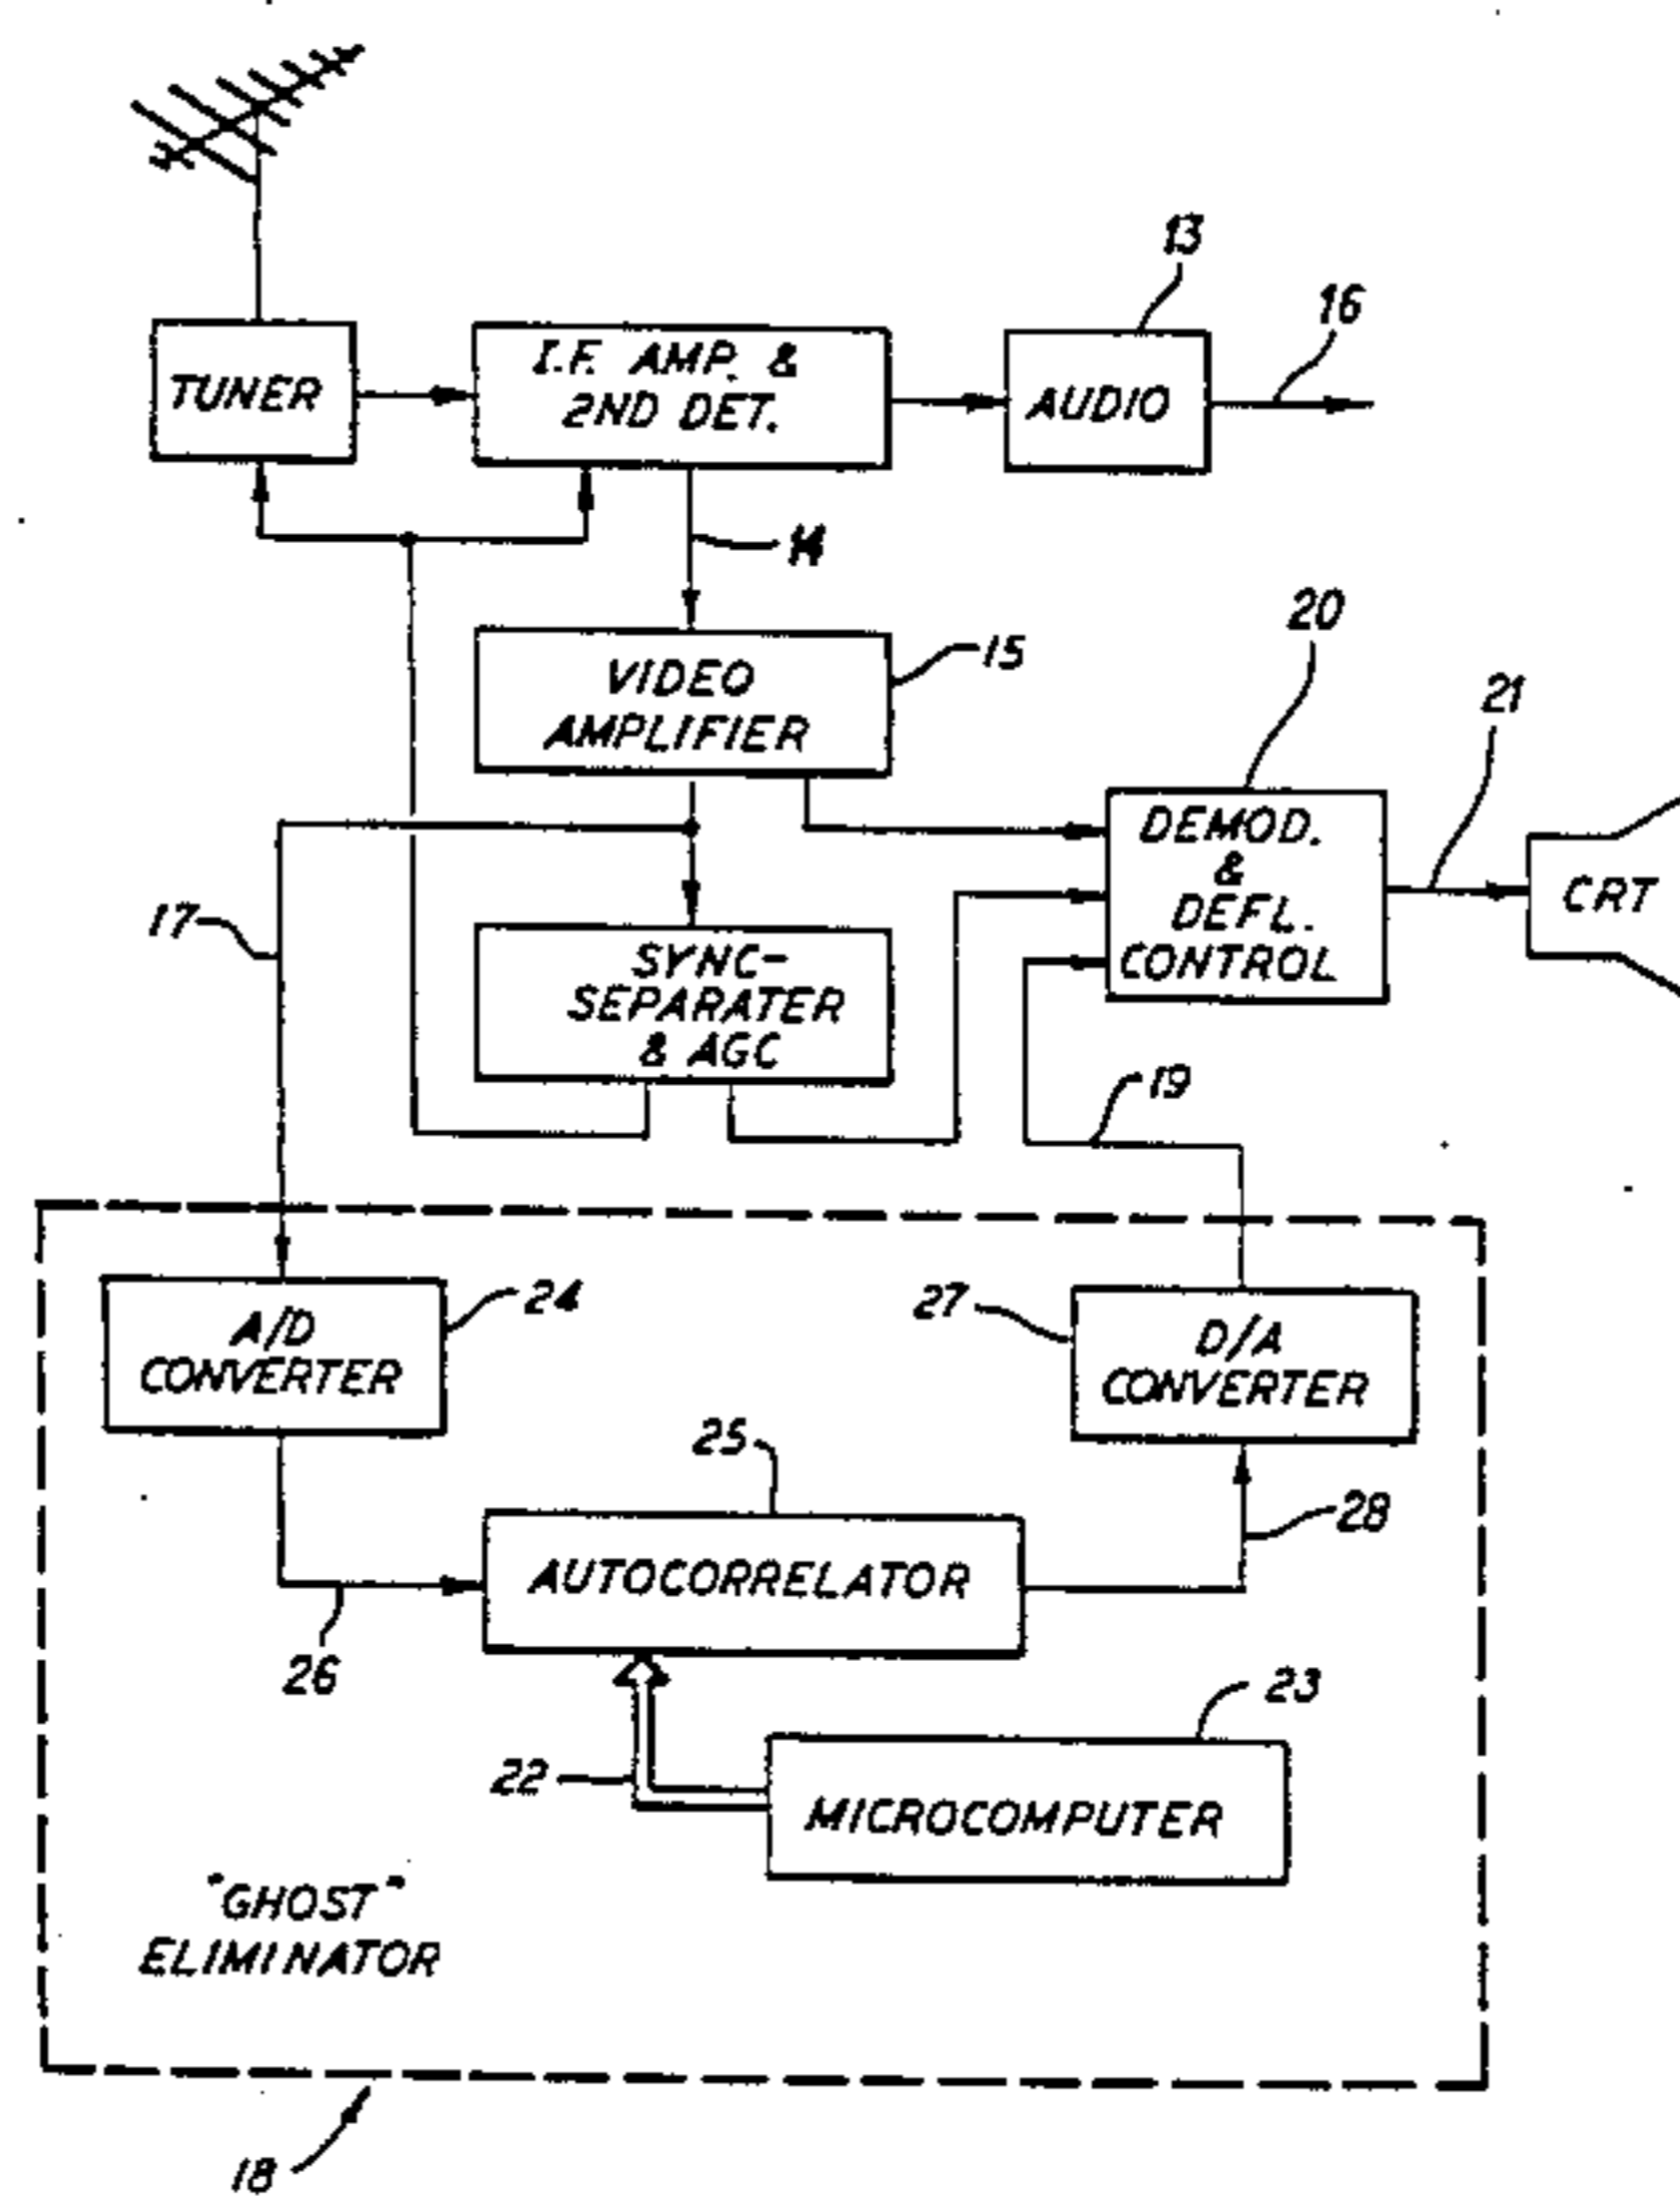 13
16
TUNER
I.F. AMP. &
2ND DET.
AUDIO
14
20
15
VIDEO
AMPLIFIER
21
DEMOD.
&
DEFL.
CONTROL
CRT
17
SYNC-
SEPARATER
& AGC
19
24
27
A/D
CONVERTER
D/A
CONVERTER
25
28
AUTOCORRELATOR
26
23
22
MICROCOMPUTER
"GHOST"
ELIMINATOR
18